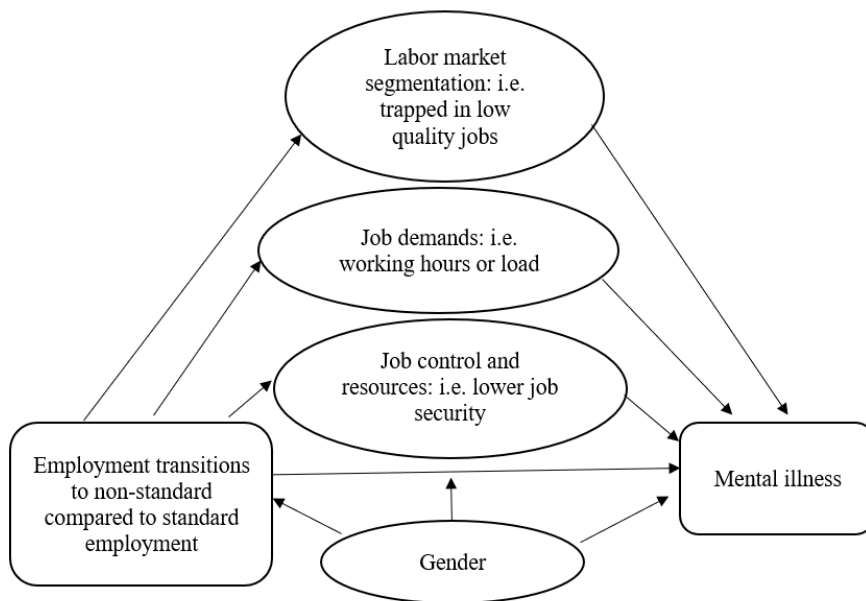 Labor market
segmentation: i.e.
trapped in low
quality jobs
Job demands: i.e.
working hours or load
Job control and
resources: i.e. lower job
security
Employment transitions
to non-standard
compared to standard
employment
Mental illness
Gender